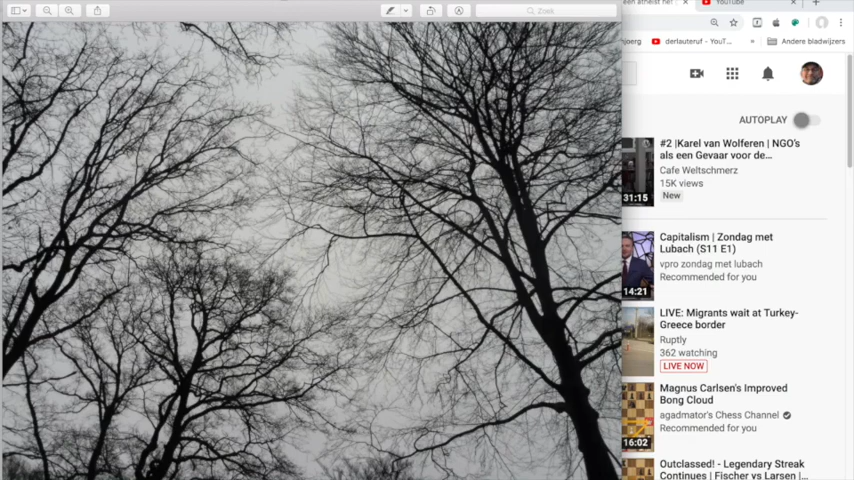 een atheïst he!
YouTube
Zoek
derlauteruf - YouT...
»
Andere bladwijzers
AUTOPLAY
#2 |Karel van Wolferen | NGO's
als een Gevaar voor de...
Cafe Weltschmerz
15K views
New
31:15
Capitalism | Zondag met
Lubach (S11 E1)
vpro zondag met lubach
Recommended for you
14:21
LIVE: Migrants wait at Turkey-
Greece border
Ruptly
362 watching
LIVE NOW
Magnus Carlsen's Improved
Bong Cloud
agadmator's Chess Channel
Recommended for you
16:02
Outclassed! - Legendary Streak
Continues | Fischer vs Larsen |...